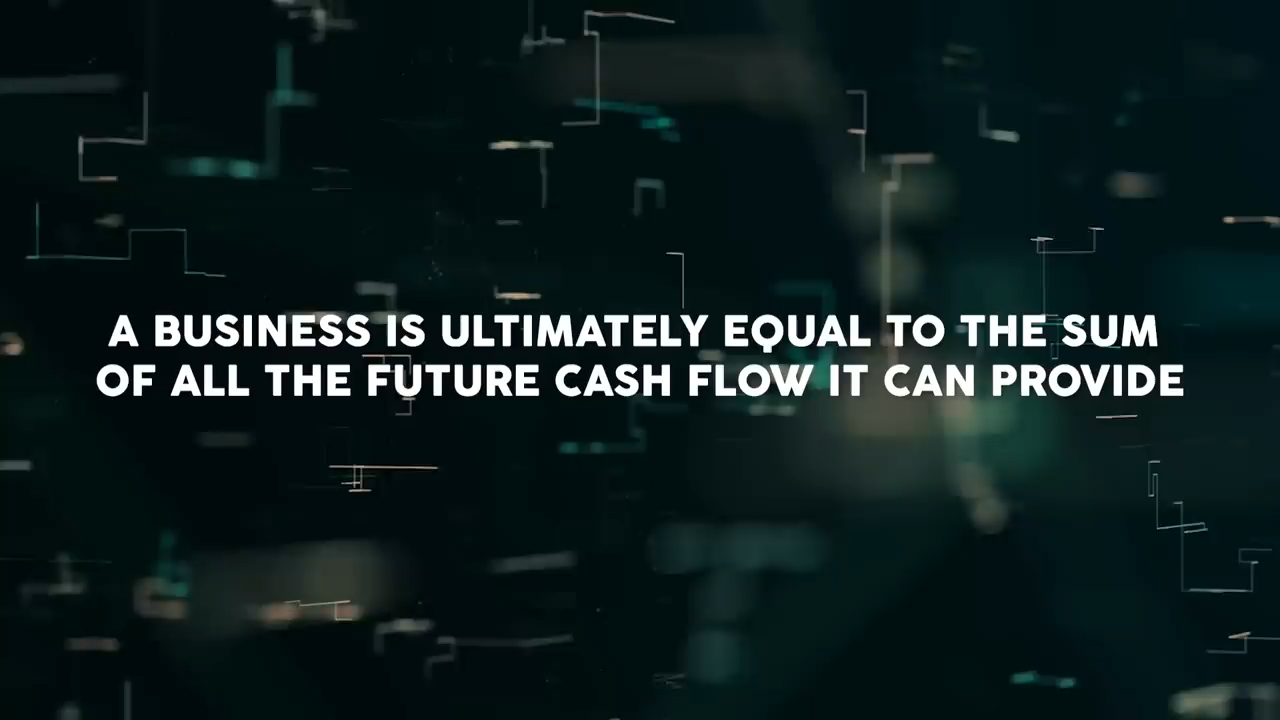 A BUSINESS IS ULTIMATELY EQUAL TO THE SUM
OF ALL THE FUTURE CASH FLOW IT CAN PROVIDE